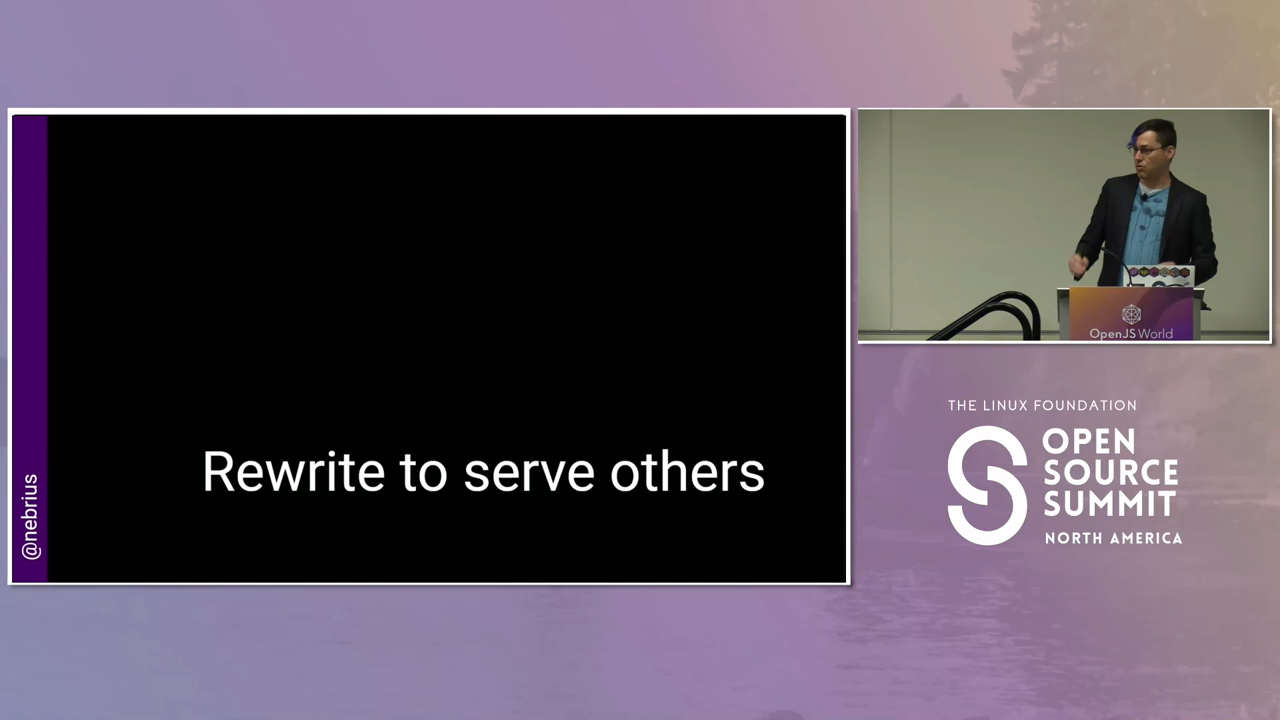 @nebrius
Rewrite to serve others
OpenJS World
THE LINUX FOUNDATION
OPEN
SOURCE
SUMMIT
NORTH AMERICA